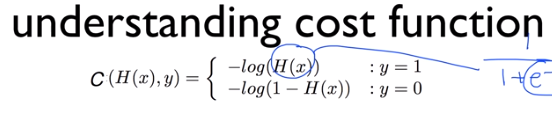 understanding cost function
C(H(x), y) = { -log(H(x)) : y = 1
-log(1 - H(x)) : y = 0
1
1+e-